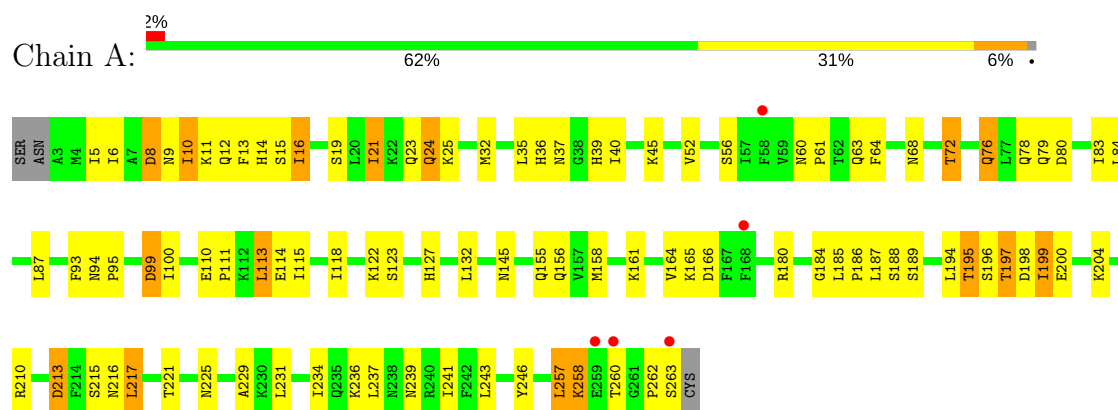 2%
Chain A:
62% 31% 6% •
SER ASN A3 M4 I5 I6 A7 D8 N9 I10 K11 Q12 F13 H14 S15 I16 S19 L20 I21 K22 Q23 Q24 K25 M32 L35 H36 N37 G38 H39 I40 K45 V52 S56 I57 F58 V59 N60 P61 T62 Q63 F64 N68 T72 Q76 L77 Q78 Q79 D80 I83 L84
L87 F93 N94 P95 D99 I100 E110 P111 K112 L113 E114 I115 I118 K122 S123 H127 L132 N145 Q155 Q156 V157 M158 K161 V164 K165 D166 F167 F168 R180 G184 L185 P186 L187 S188 S189 L194 T195 S196 T197 D198 I199 E200 K204
R210 D213 F214 S215 N216 L217 T221 N225 A229 K230 L231 I234 Q235 K236 L237 N238 N239 R240 I241 F242 L243 Y246 L257 K258 E259 T260 G261 P262 S263 CYS